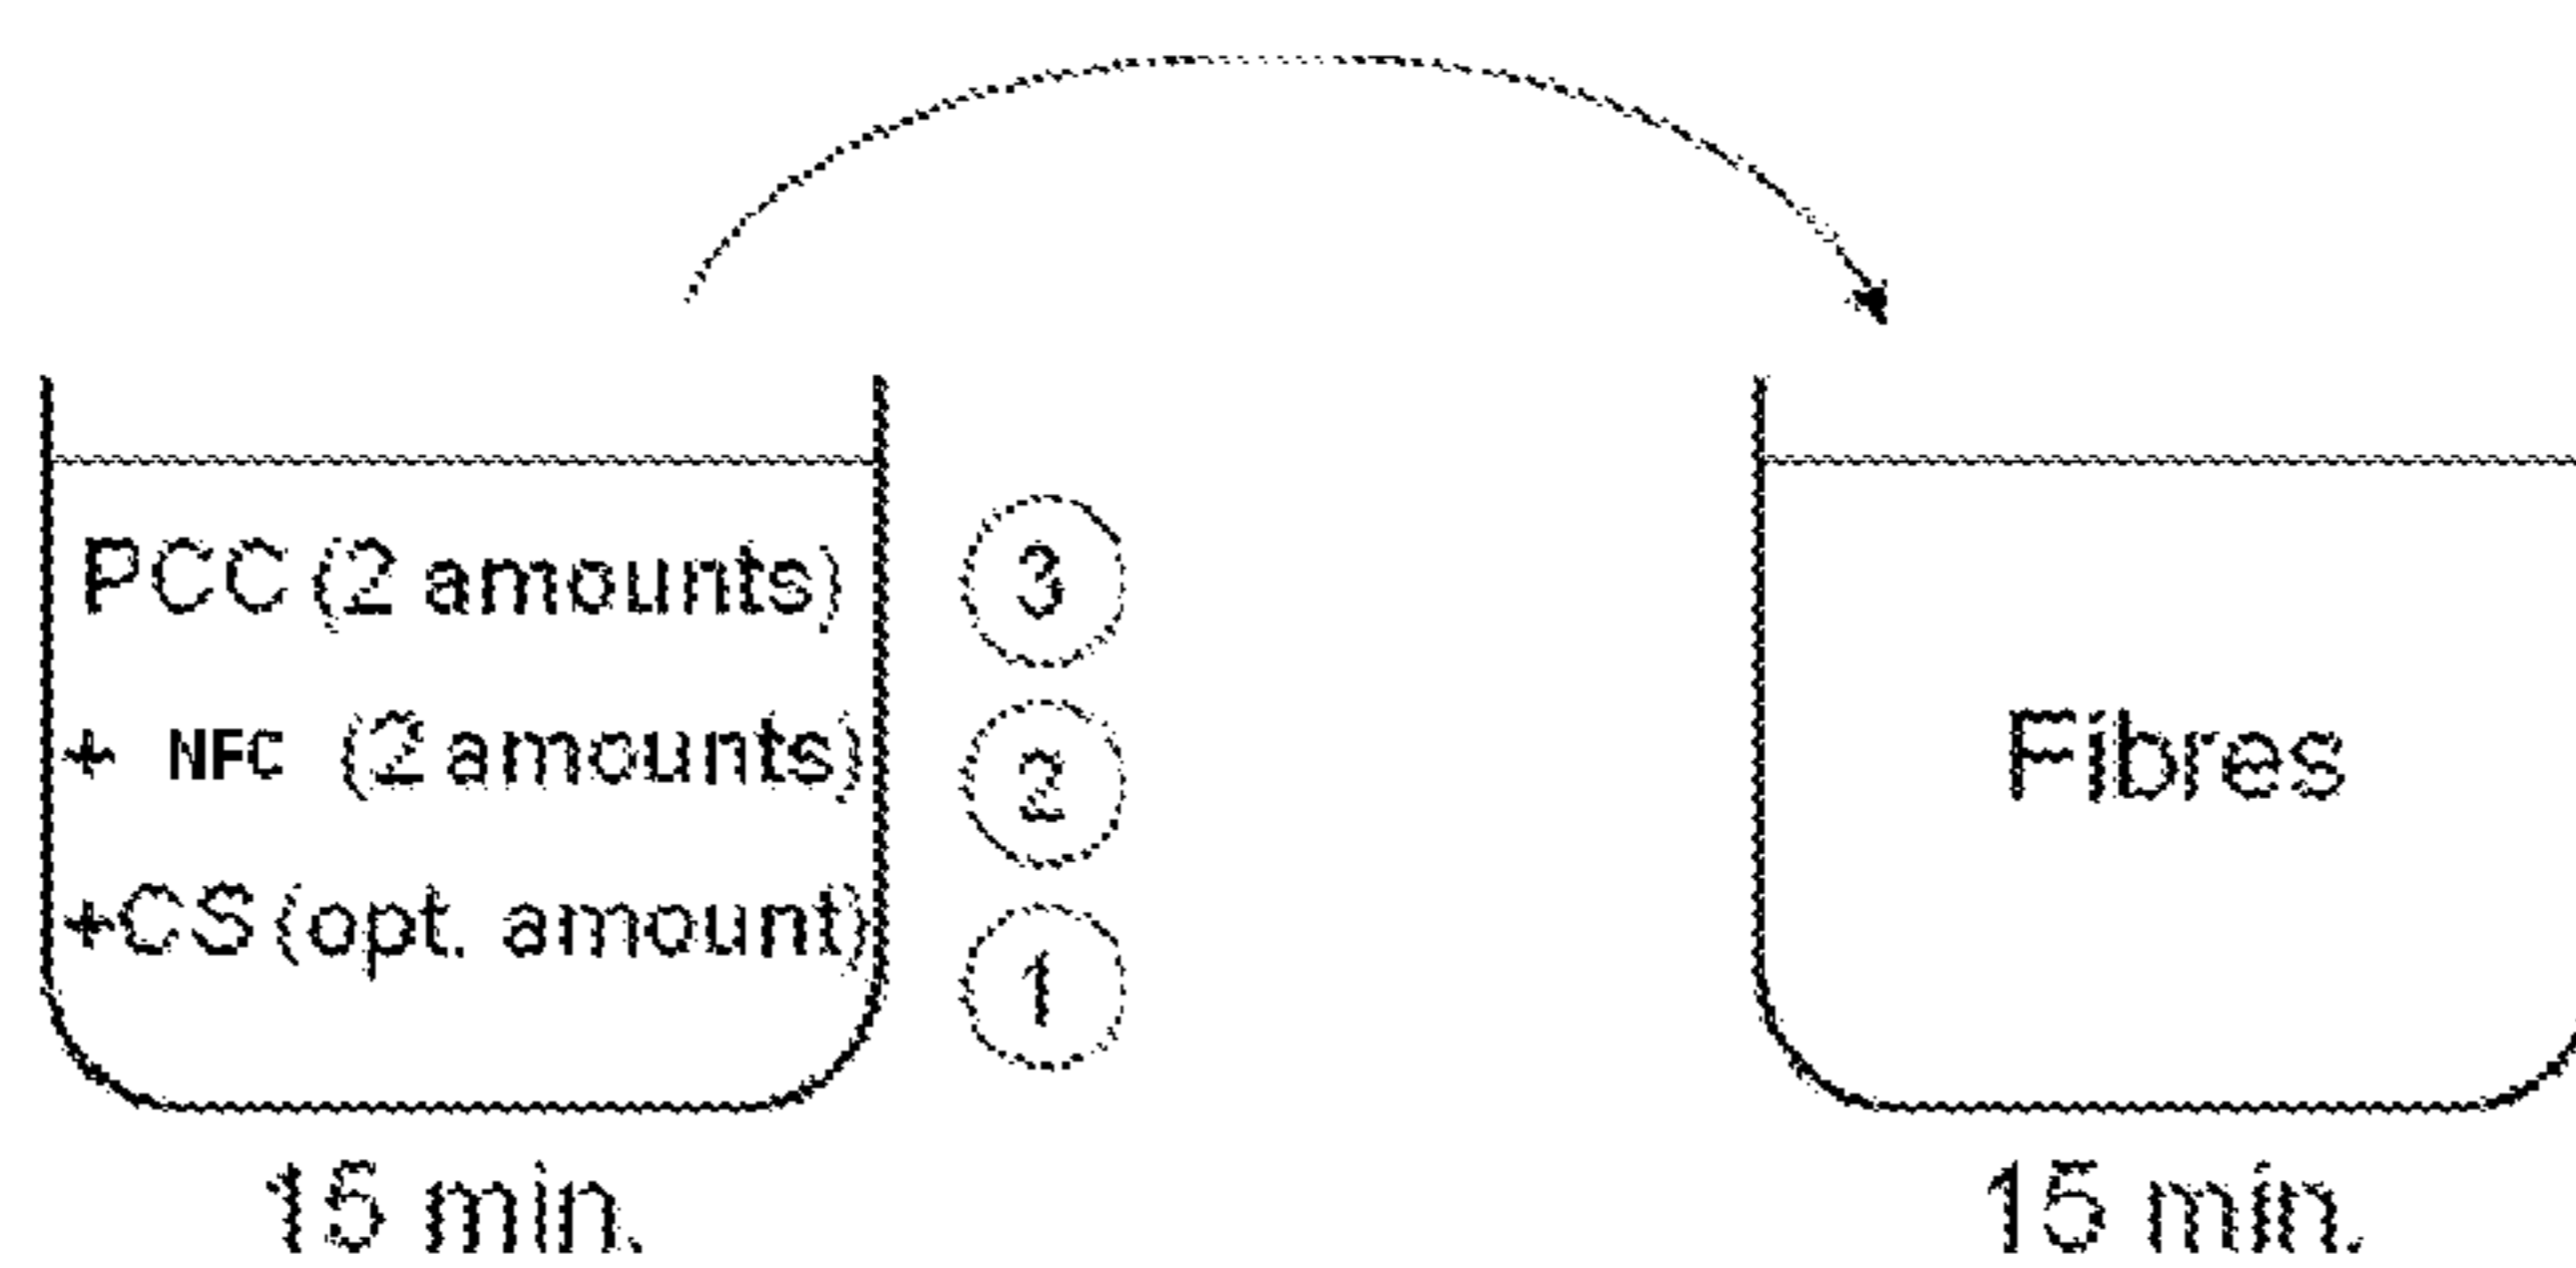 PCC (2 amounts)
3
+ NFC (2 amounts)
2
+CS (opt. amount)
1
15 min.
Fibres
15 min.